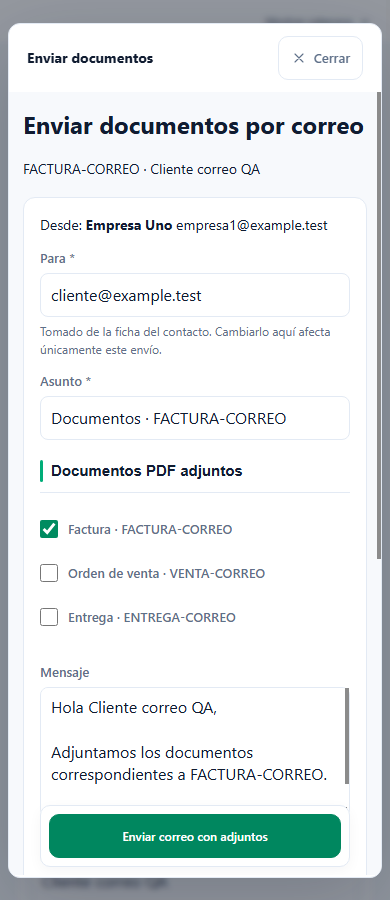 Enviar documentos
Cerrar
Enviar documentos por correo
FACTURA-CORREO · Cliente correo QA
Desde: Empresa Uno empresa1@example.test
Para *
cliente@example.test
Tomado de la ficha del contacto. Cambiarlo aquí afecta
únicamente este envío.
Asunto *
Documentos · FACTURA-CORREO
Documentos PDF adjuntos
Factura · FACTURA-CORREO
Orden de venta · VENTA-CORREO
Entrega · ENTREGA-CORREO
Mensaje
Hola Cliente correo QA,
Adjuntamos los documentos
correspondientes a FACTURA-CORREO.
Enviar correo con adjuntos